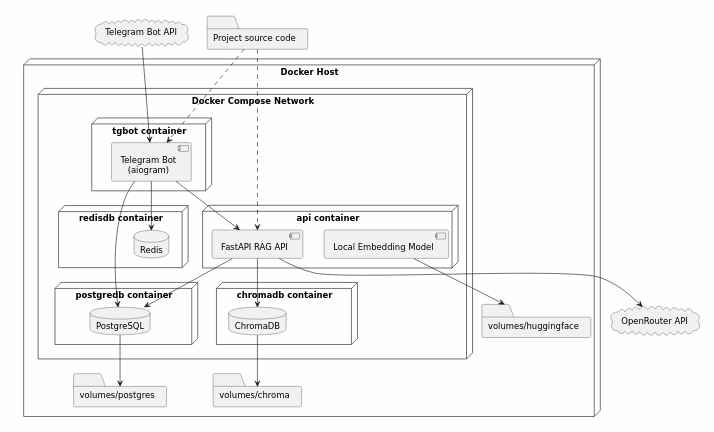 Telegram Bot API
Project source code
Docker Host
Docker Compose Network
tgbot container
Telegram Bot
(aiogram)
redisdb container
api container
Redis
FastAPI RAG API
Local Embedding Model
postgredb container
chromadb container
PostgreSQL
ChromaDB
volumes/huggingface
OpenRouter API
volumes/postgres
volumes/chroma